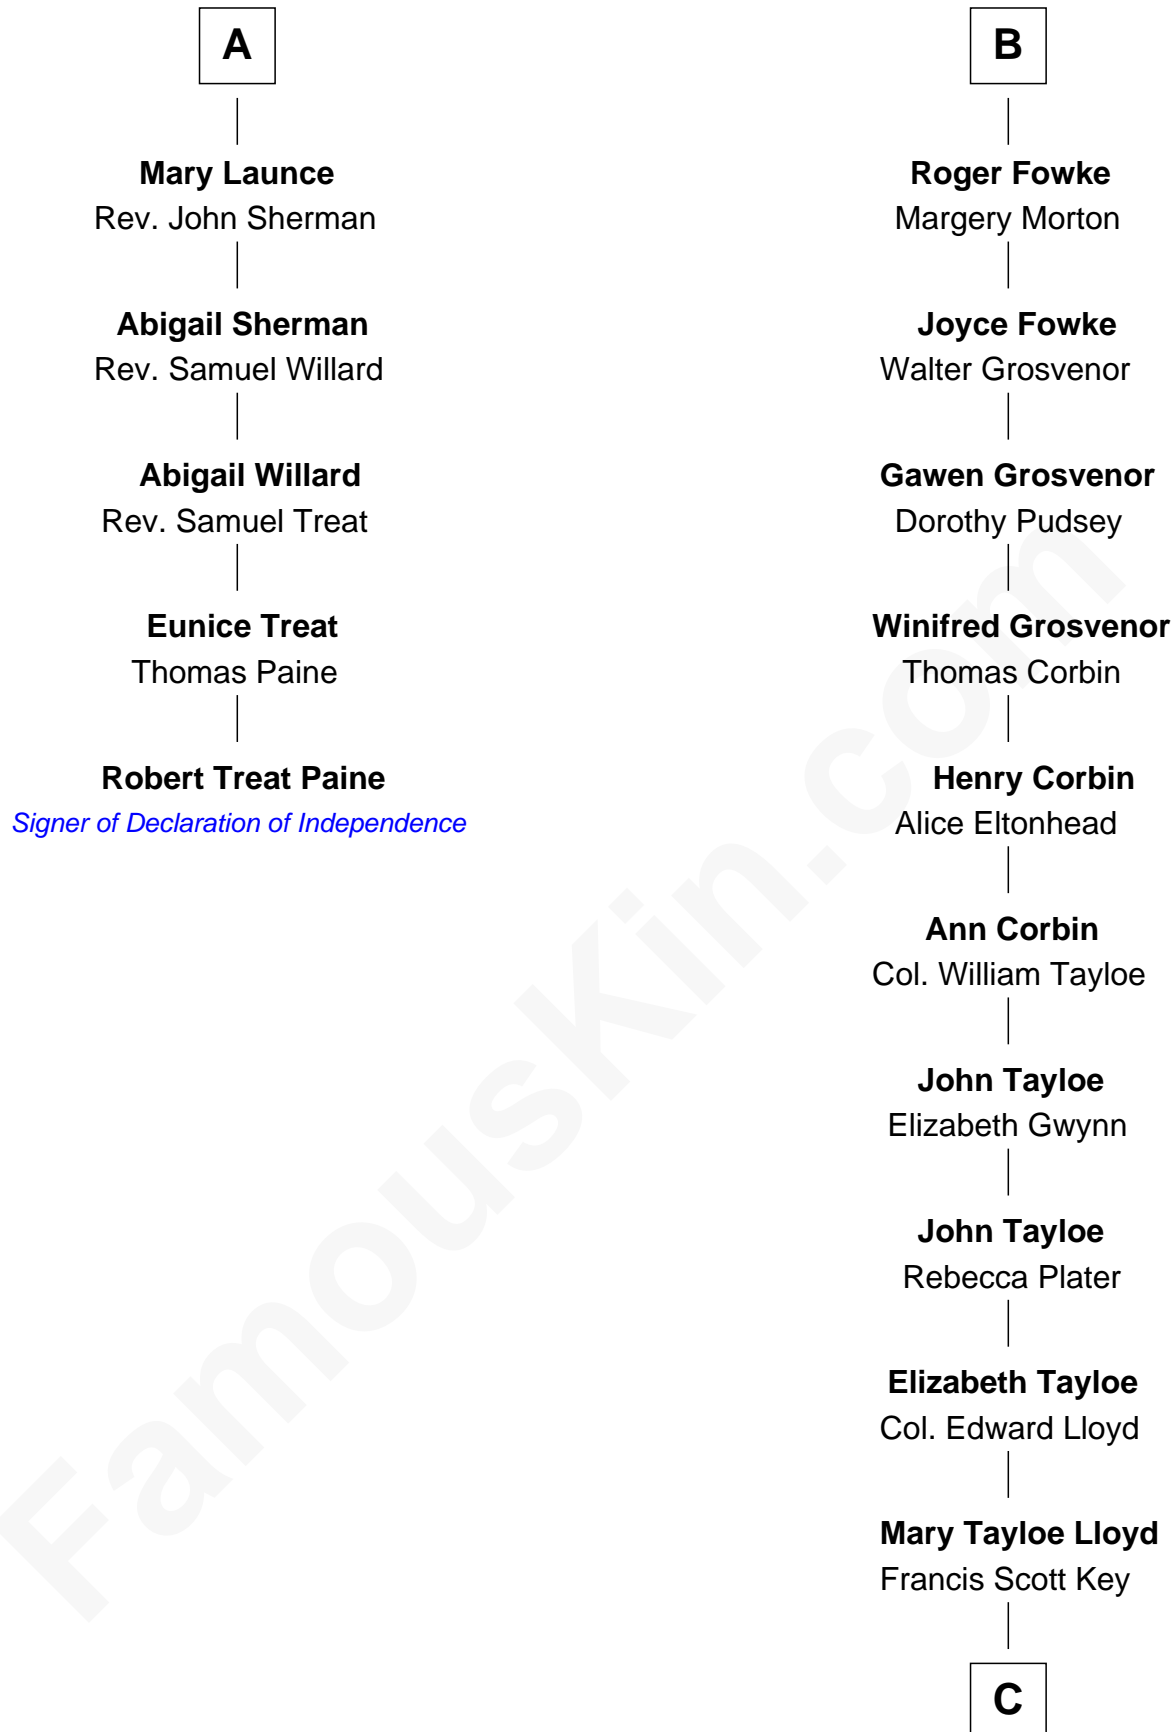 A
Mary Launce
Rev. John Sherman
Abigail Sherman
Rev. Samuel Willard
Abigail Willard
Rev. Samuel Treat
Eunice Treat
Thomas Paine
Robert Treat Paine
Signer of Declaration of Independence
B
Roger Fowke
Margery Morton
Joyce Fowke
Walter Grosvenor
Gawen Grosvenor
Dorothy Pudsey
Winifred Grosvenor
Thomas Corbin
Henry Corbin
Alice Eltonhead
Ann Corbin
Col. William Tayloe
John Tayloe
Elizabeth Gwynn
John Tayloe
Rebecca Plater
Elizabeth Tayloe
Col. Edward Lloyd
Mary Tayloe Lloyd
Francis Scott Key
C
FamousKin.com